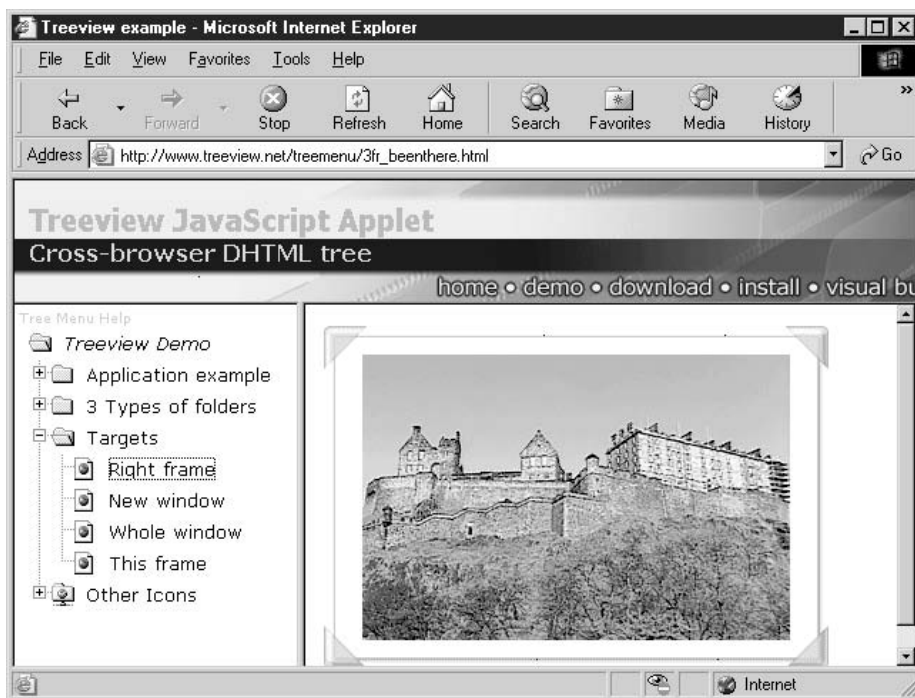 Treeview example - Microsoft Internet Explorer
File Edit View Favorites Tools Help
Back Forward Stop Refresh Home Search Favorites Media History »
Address http://www.treeview.net/treemenu/3fr_beenthere.html Go
Treeview JavaScript Applet
Cross-browser DHTML tree
home • demo • download • install • visual bu
Tree Menu Help
Treeview Demo
Application example
3 Types of folders
Targets
Right frame
New window
Whole window
This frame
Other Icons
Internet